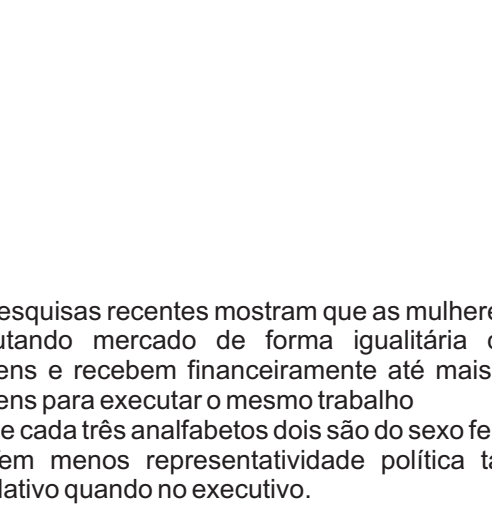 esquisas recentes mostram que as mulhere
utando mercado de forma igualitária
ens e recebem financeiramente até mais
ens para executar o mesmo trabalho
e cada três analfabetos dois são do sexo fe
em menos representatividade política ta
lativo quando no executivo.